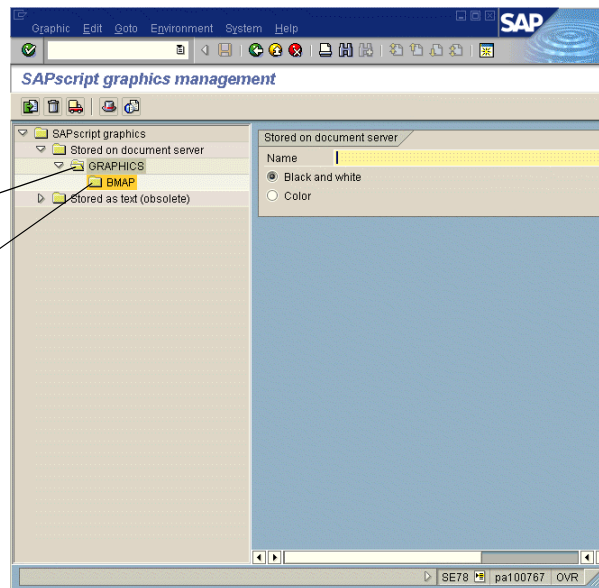 Graphic Edit Goto Environment System Help
SAP
SAPscript graphics management
SAPscript graphics
Stored on document server
GRAPHICS
BMAP
Stored as text (obsolete)
Stored on document server
Name
Black and white
Color
SE78 pa100767 OVR